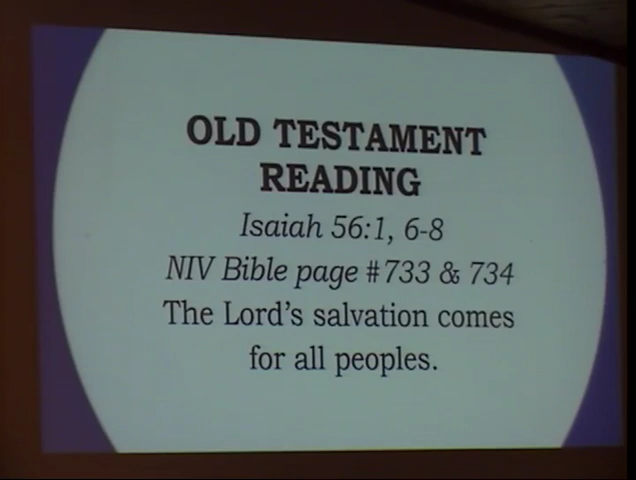 OLD TESTAMENT
READING
Isaiah 56:1, 6-8
NIV Bible page #733 & 734
The Lord's salvation comes
for all peoples.